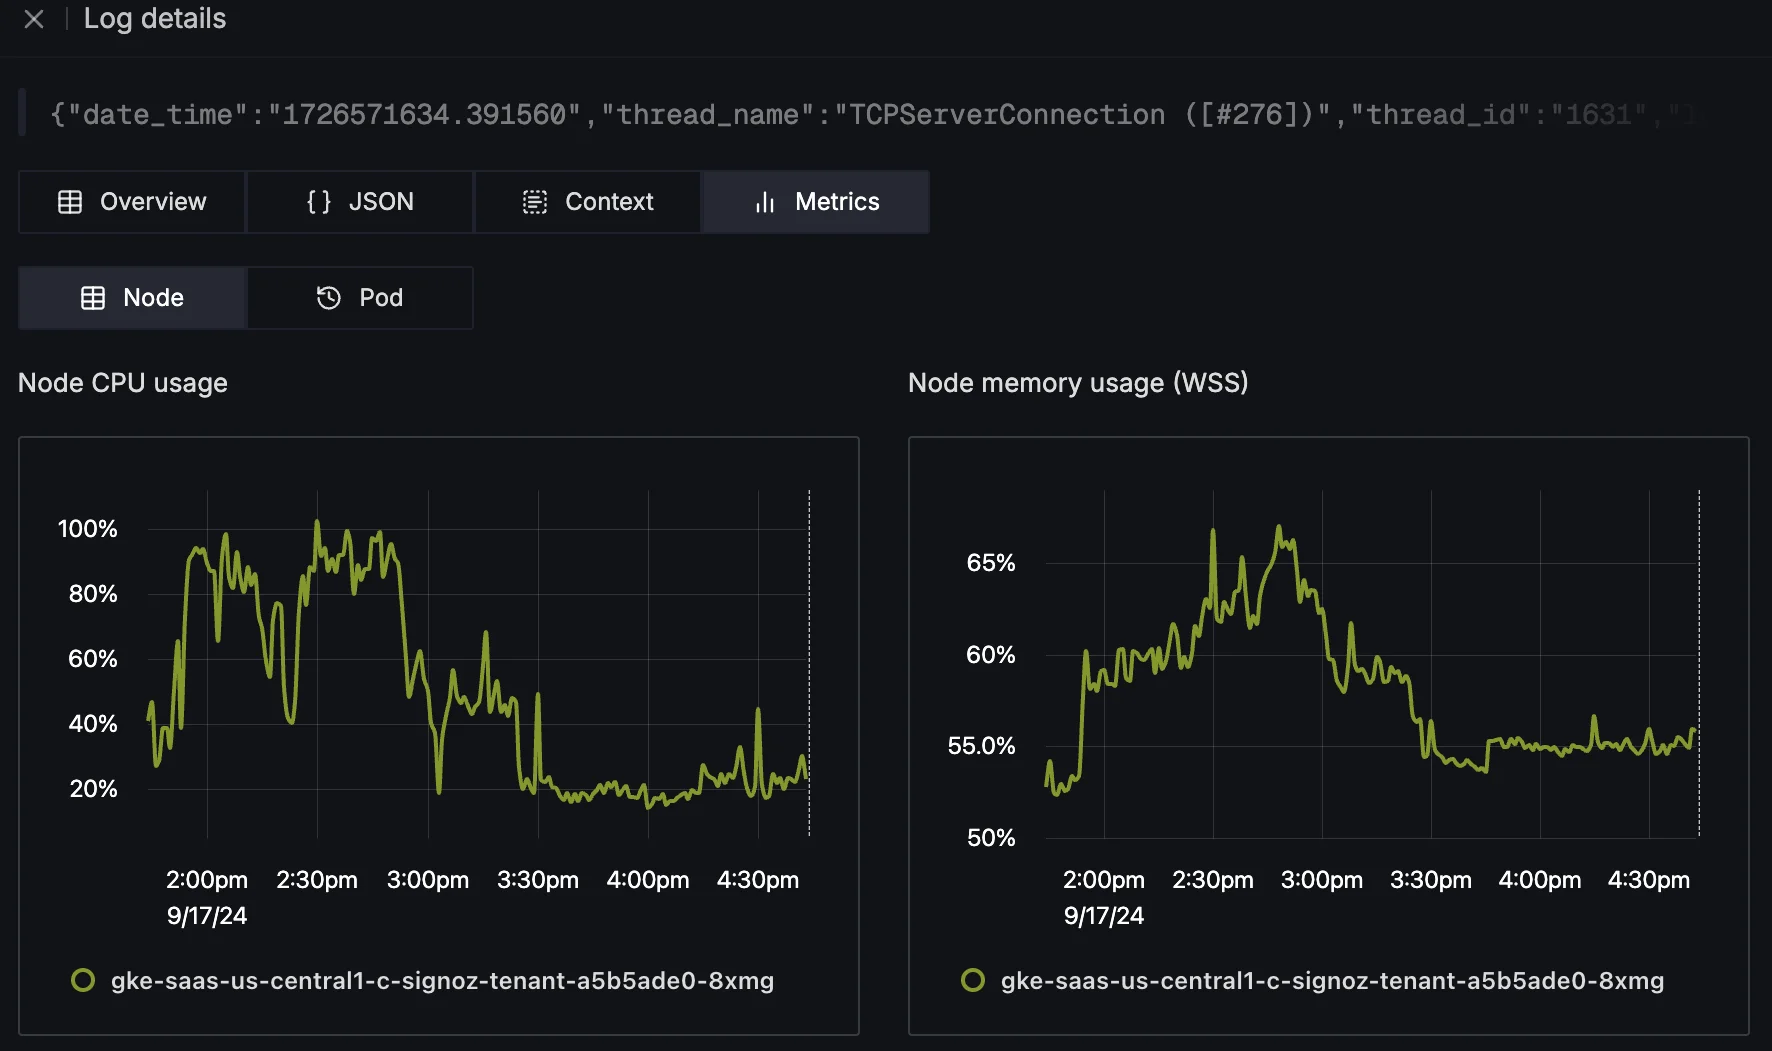 Log details
{"date_time":"1726571634.391560","thread_name":"TCPServerConnection ([#276])","thread_id":"1631","
Overview
JSON
Context
Metrics
Node
Pod
Node CPU usage
100%
80%
60%
40%
20%
2:00pm 2:30pm 3:00pm 3:30pm 4:00pm 4:30pm
9/17/24
gke-saas-us-central1-c-signoz-tenant-a5b5ade0-8xmg
Node memory usage (WSS)
65%
60%
55.0%
50%
2:00pm 2:30pm 3:00pm 3:30pm 4:00pm 4:30pm
9/17/24
gke-saas-us-central1-c-signoz-tenant-a5b5ade0-8xmg